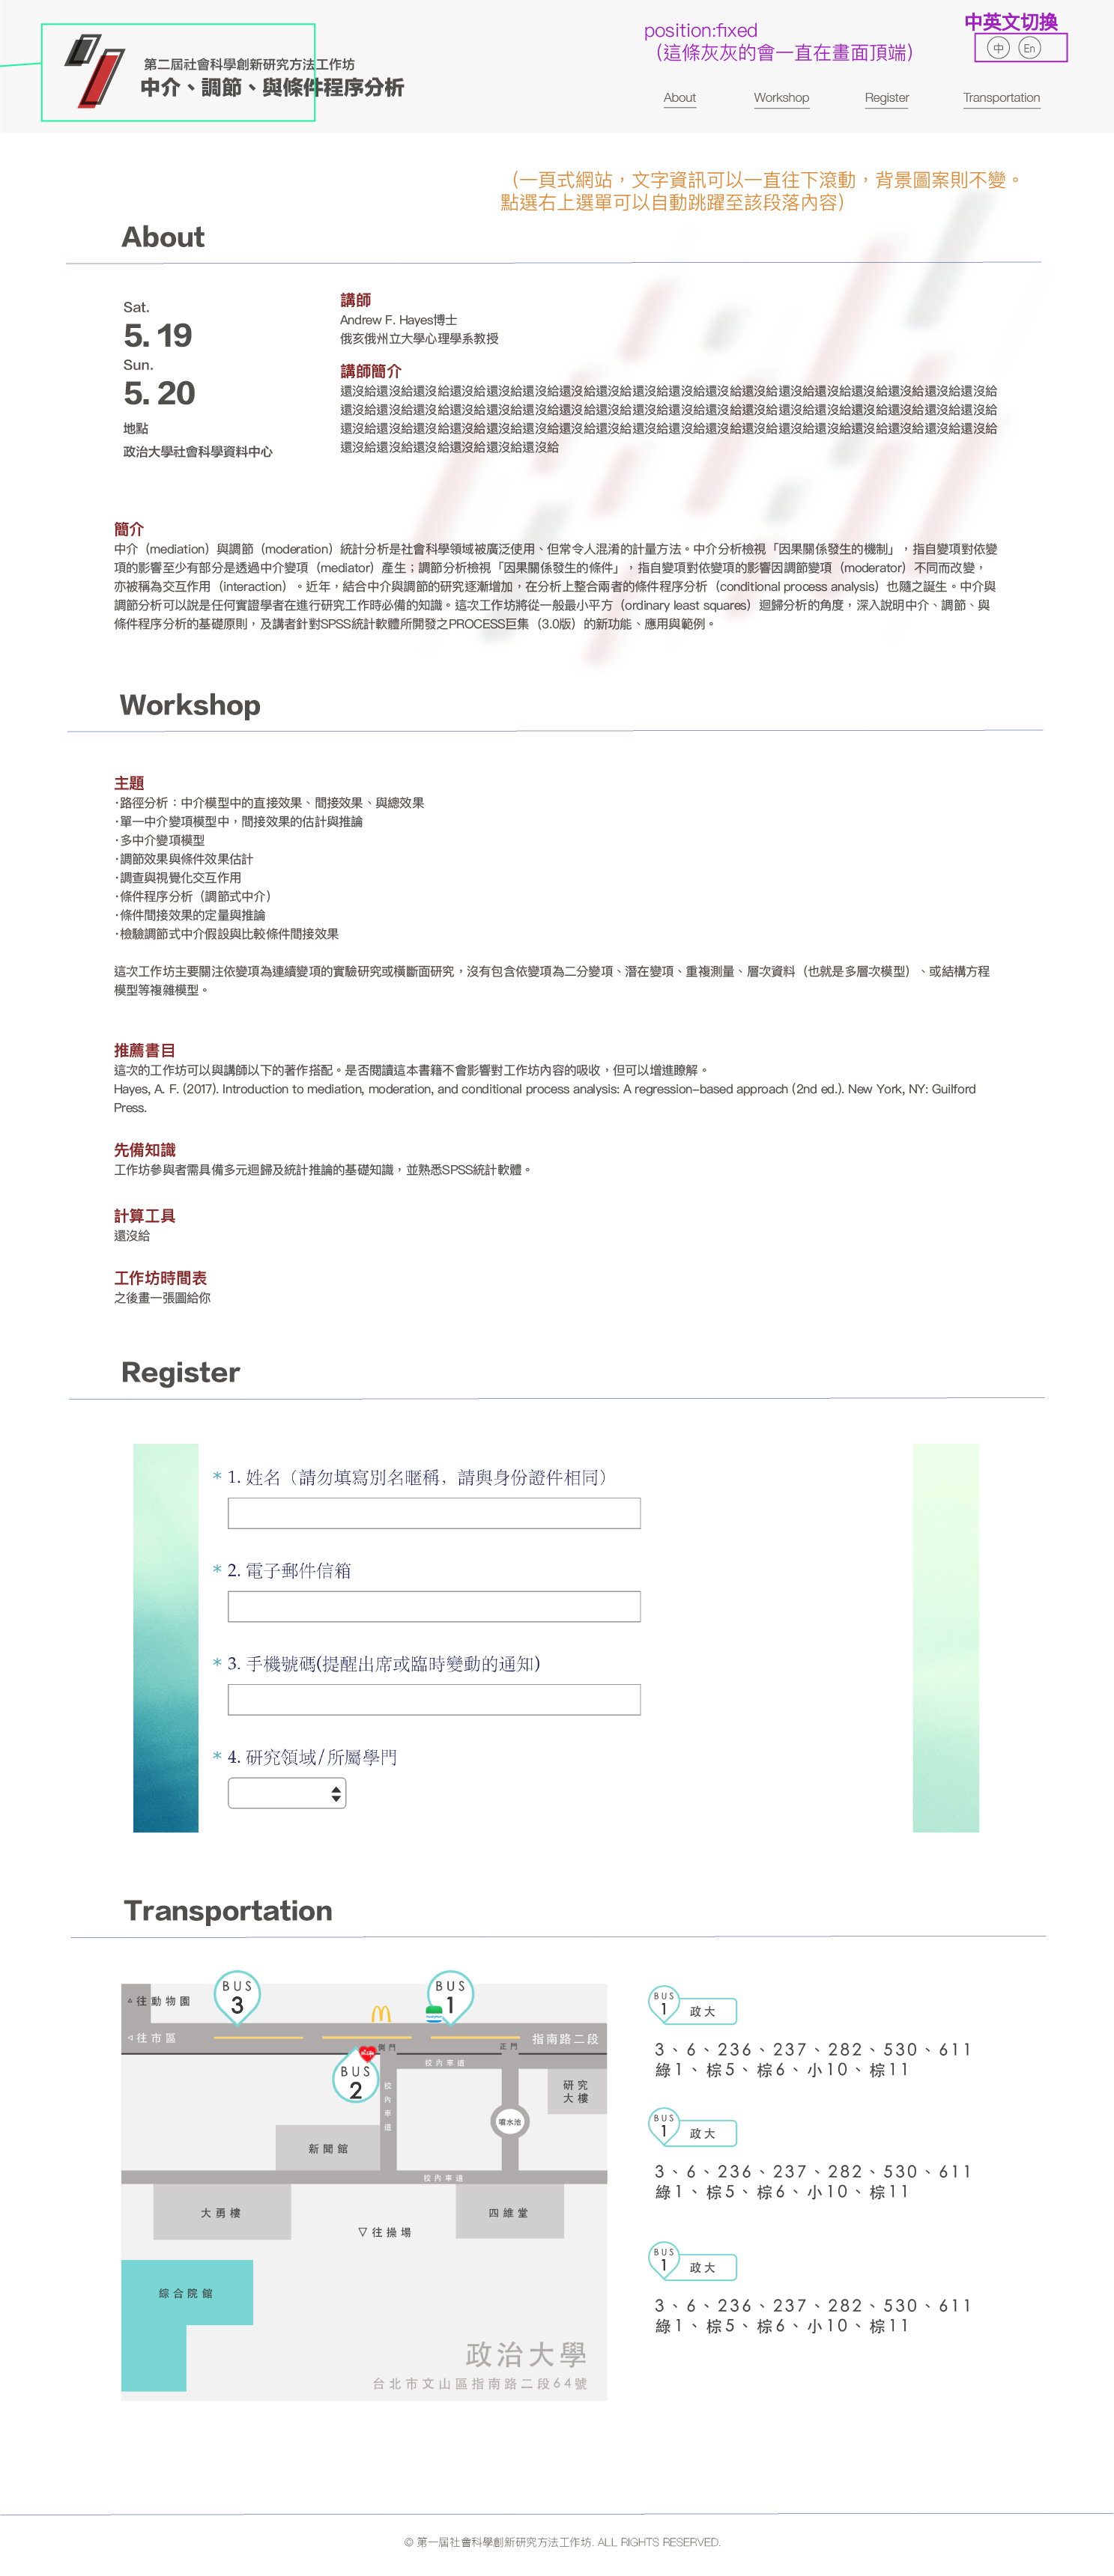 position:fixed
（這條灰灰的會一直在畫面頂端）
中英文切換
中 En
第二屆社會科學創新研究方法工作坊
中介、調節、與條件程序分析
About Workshop Register Transportation
（一頁式網站，文字資訊可以一直往下滾動，背景圖案則不變。
點選右上選單可以自動跳躍至該段落內容）
About
Sat.
5. 19
Sun.
5. 20
地點
政治大學社會科學資料中心
講師
Andrew F. Hayes博士
俄亥俄州立大學心理學系教授
講師簡介
還沒給還沒給還沒給還沒給還沒給還沒給還沒給還沒給還沒給還沒給還沒給還沒給還沒給還沒給還沒給還沒給還沒給還沒給
還沒給還沒給還沒給還沒給還沒給還沒給還沒給還沒給還沒給還沒給還沒給還沒給還沒給還沒給還沒給還沒給還沒給還沒給
還沒給還沒給還沒給還沒給還沒給還沒給還沒給還沒給還沒給還沒給還沒給還沒給還沒給還沒給還沒給還沒給還沒給還沒給
還沒給還沒給還沒給還沒給還沒給還沒給
簡介
中介（mediation）與調節（moderation）統計分析是社會科學領域被廣泛使用、但常令人混淆的計量方法。中介分析檢視「因果關係發生的機制」，指自變項對依變
項的影響至少有部分是透過中介變項（mediator）產生；調節分析檢視「因果關係發生的條件」，指自變項對依變項的影響因調節變項（moderator）不同而改變，
亦被稱為交互作用（interaction）。近年，結合中介與調節的研究逐漸增加，在分析上整合兩者的條件程序分析（conditional process analysis）也隨之誕生。中介與
調節分析可以說是任何實證學者在進行研究工作時必備的知識。這次工作坊將從一般最小平方（ordinary least squares）迴歸分析的角度，深入說明中介、調節、與
條件程序分析的基礎原則，及講者針對SPSS統計軟體所開發之PROCESS巨集（3.0版）的新功能、應用與範例。
Workshop
主題
·路徑分析：中介模型中的直接效果、間接效果、與總效果
·單一中介變項模型中，間接效果的估計與推論
·多中介變項模型
·調節效果與條件效果估計
·調查與視覺化交互作用
·條件程序分析（調節式中介）
·條件間接效果的定量與推論
·檢驗調節式中介假設與比較條件間接效果
這次工作坊主要關注依變項為連續變項的實驗研究或橫斷面研究，沒有包含依變項為二分變項、潛在變項、重複測量、層次資料（也就是多層次模型）、或結構方程
模型等複雜模型。
推薦書目
這次的工作坊可以與講師以下的著作搭配。是否閱讀這本書籍不會影響對工作坊內容的吸收，但可以增進瞭解。
Hayes, A. F. (2017). Introduction to mediation, moderation, and conditional process analysis: A regression-based approach (2nd ed.). New York, NY: Guilford
Press.
先備知識
工作坊參與者需具備多元迴歸及統計推論的基礎知識，並熟悉SPSS統計軟體。
計算工具
還沒給
工作坊時間表
之後畫一張圖給你
Register
* 1. 姓名（請勿填寫別名暱稱，請與身份證件相同）
* 2. 電子郵件信箱
* 3. 手機號碼(提醒出席或臨時變動的通知)
* 4. 研究領域/所屬學門
Transportation
BUS
3
BUS
1
△往動物園
◁往市區
指南路二段
側門
正門
BUS
2
校內車道
校內車道
研究
大樓
噴水池
新聞館
校內車道
大勇樓
四維堂
▽往操場
綜合院館
政治大學
台北市文山區指南路二段64號
BUS
1
政大
3、6、236、237、282、530、611
綠1、棕5、棕6、小10、棕11
BUS
1
政大
3、6、236、237、282、530、611
綠1、棕5、棕6、小10、棕11
BUS
1
政大
3、6、236、237、282、530、611
綠1、棕5、棕6、小10、棕11
© 第一屆社會科學創新研究方法工作坊. ALL RIGHTS RESERVED.